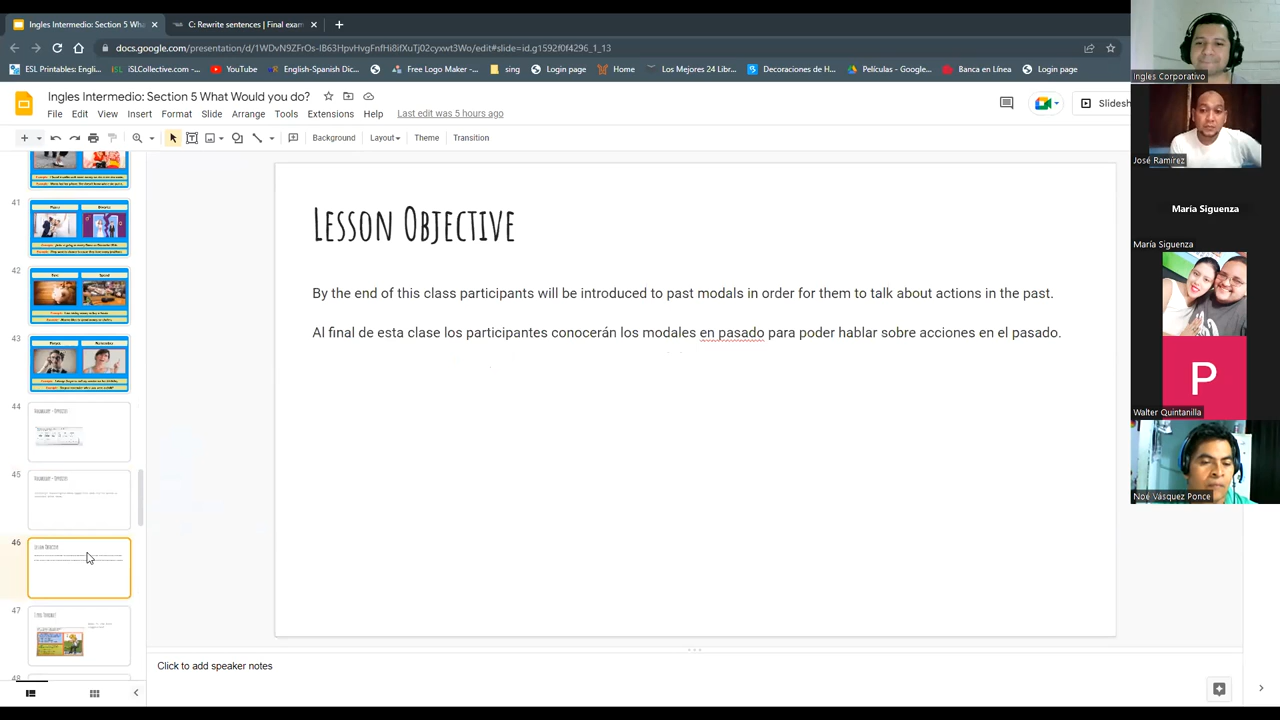 Ingles Intermedio: Section 5 Wha
C: Rewrite sentences | Final exam
docs.google.com/presentation/d/1WDvN9ZFrOs-IB63HpvHvgFnfHi8ifXuTj02cyxwt3Wo/edit#slide=id.g1592f0f4296_1_13
ESL Printables: Engli...
iSLCollective.com -...
YouTube
English-Spanish Dic...
Free Logo Maker -...
sing
Login page
Home
Los Mejores 24 Libr...
Decoraciones de H...
Películas - Google...
Banca en Línea
Login page
Ingles Intermedio: Section 5 What Would you do?
File Edit View Insert Format Slide Arrange Tools Extensions Help Last edit was 5 hours ago
Slidesh
Background Layout Theme Transition
41
42
43
44
45
46
47
Lesson Objective
By the end of this class participants will be introduced to past modals in order for them to talk about actions in the past.
Al final de esta clase los participantes conocerán los modales en pasado para poder hablar sobre acciones en el pasado.
Click to add speaker notes
Ingles Corporativo
José Ramírez
María Siguenza
María Siguenza
P
Walter Quintanilla
Noé Vásquez Ponce